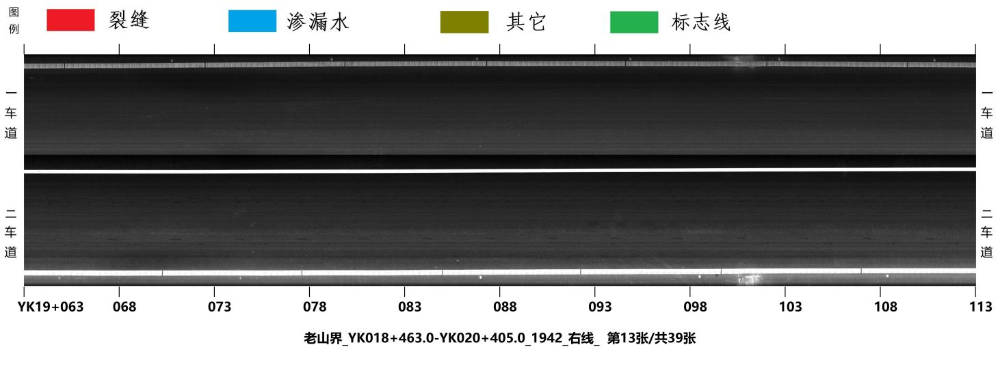 图例
裂缝 渗漏水 其它 标志线
一车道 一车道
二车道 二车道
YK19+063 068 073 078 083 088 093 098 103 108 113
老山界_YK018+463.0-YK020+405.0_1942_右线_ 第13张/共39张